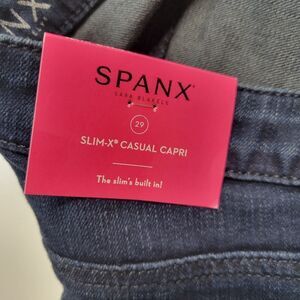 SPANX
SARA BLAKELY
29
SLIM-X® CASUAL CAPRI
The slim's built in!